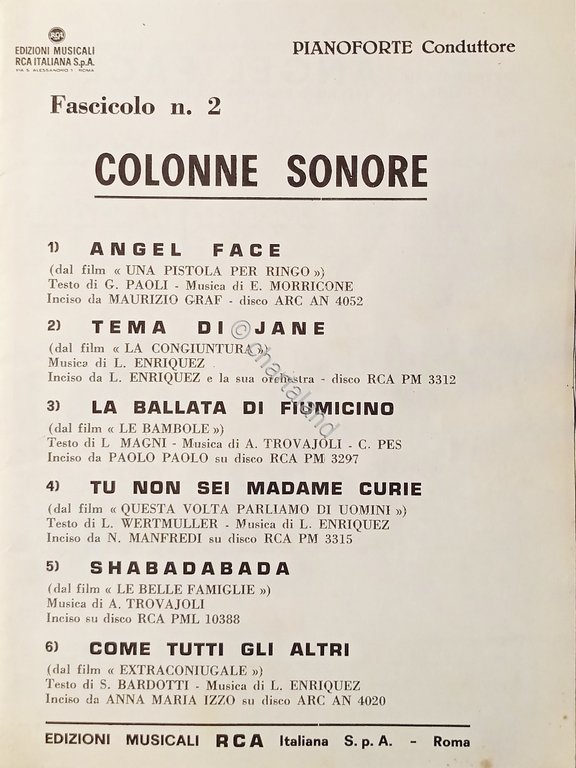 RCA
EDIZIONI MUSICALI
RCA ITALIANA S.p.A.
VIA S. ALESSANDRO 7 ROMA
PIANOFORTE Conduttore
Fascicolo n. 2
COLONNE SONORE
1) ANGEL FACE
(dal film « UNA PISTOLA PER RINGO »)
Testo di G. PAOLI - Musica di E. MORRICONE
Inciso da MAURIZIO GRAF - disco ARC AN 4052
2) TEMA DI JANE
(dal film « LA CONGIUNTURA »)
Musica di L. ENRIQUEZ
Inciso da L. ENRIQUEZ e la sua orchestra - disco RCA PM 3312
3) LA BALLATA DI FIUMICINO
(dal film « LE BAMBOLE »)
Testo di L MAGNI - Musica di A. TROVAJOLI - C. PES
Inciso da PAOLO PAOLO su disco RCA PM 3297
4) TU NON SEI MADAME CURIE
(dal film « QUESTA VOLTA PARLIAMO DI UOMINI »)
Testo di L. WERTMULLER - Musica di L. ENRIQUEZ
Inciso da N. MANFREDI su disco RCA PM 3315
5) SHABADABADA
(dal film « LE BELLE FAMIGLIE »)
Musica di A. TROVAJOLI
Inciso su disco RCA PML 10388
6) COME TUTTI GLI ALTRI
(dal film « EXTRACONIUGALE »)
Testo di S. BARDOTTI - Musica di L. ENRIQUEZ
Inciso da ANNA MARIA IZZO su disco ARC AN 4020
EDIZIONI MUSICALI RCA Italiana S.p.A. - Roma
© chartaland